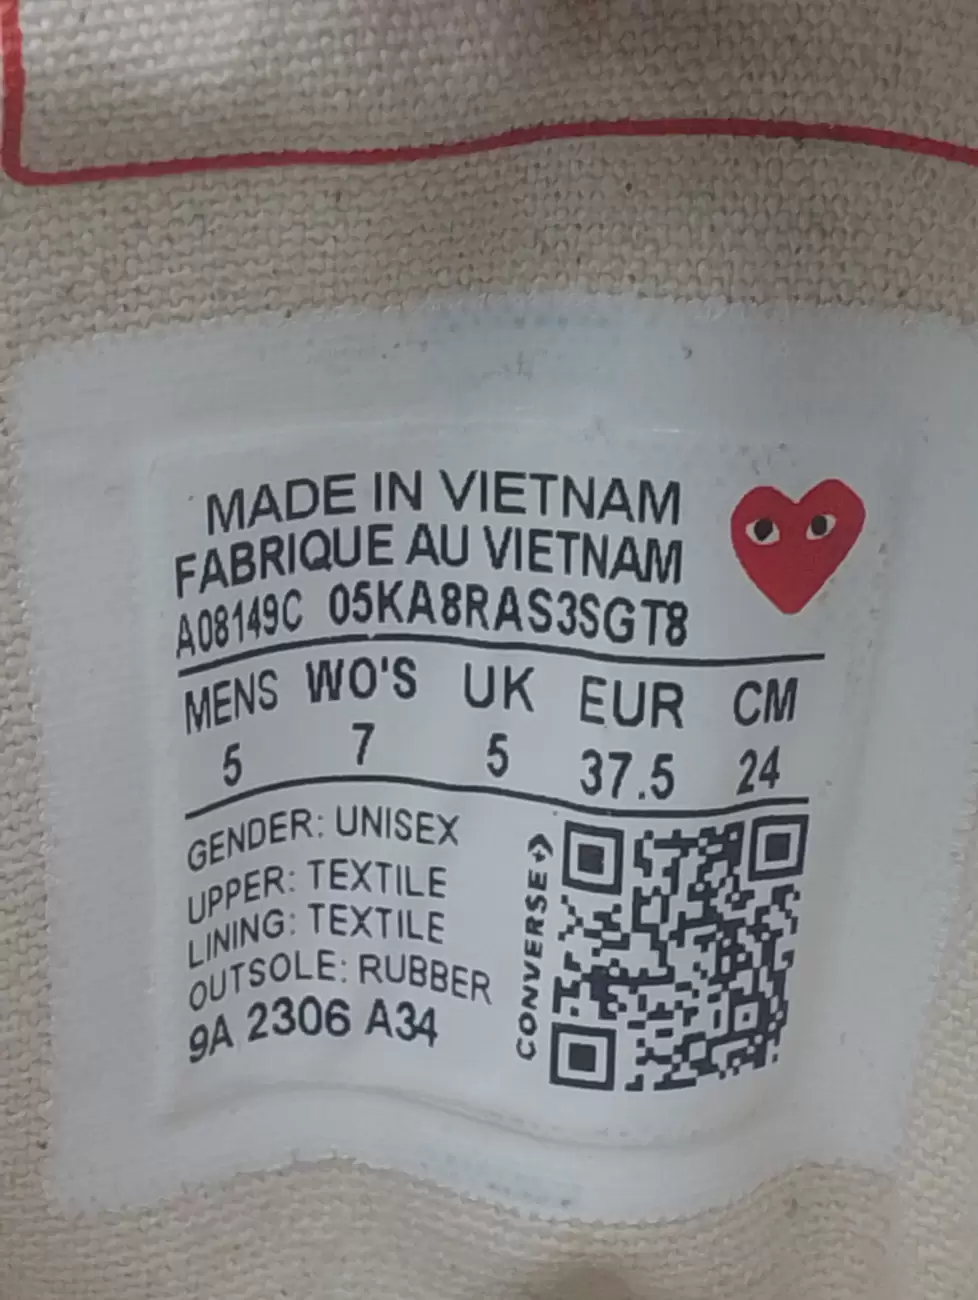 MADE IN VIETNAM
FABRIQUE AU VIETNAM
A08149C 05KA8RAS3SGT8
MENS WO'S UK EUR CM
5 7 5 37.5 24
GENDER: UNISEX
UPPER: TEXTILE
LINING: TEXTILE
OUTSOLE: RUBBER
9A 2306 A34
CONVERSE